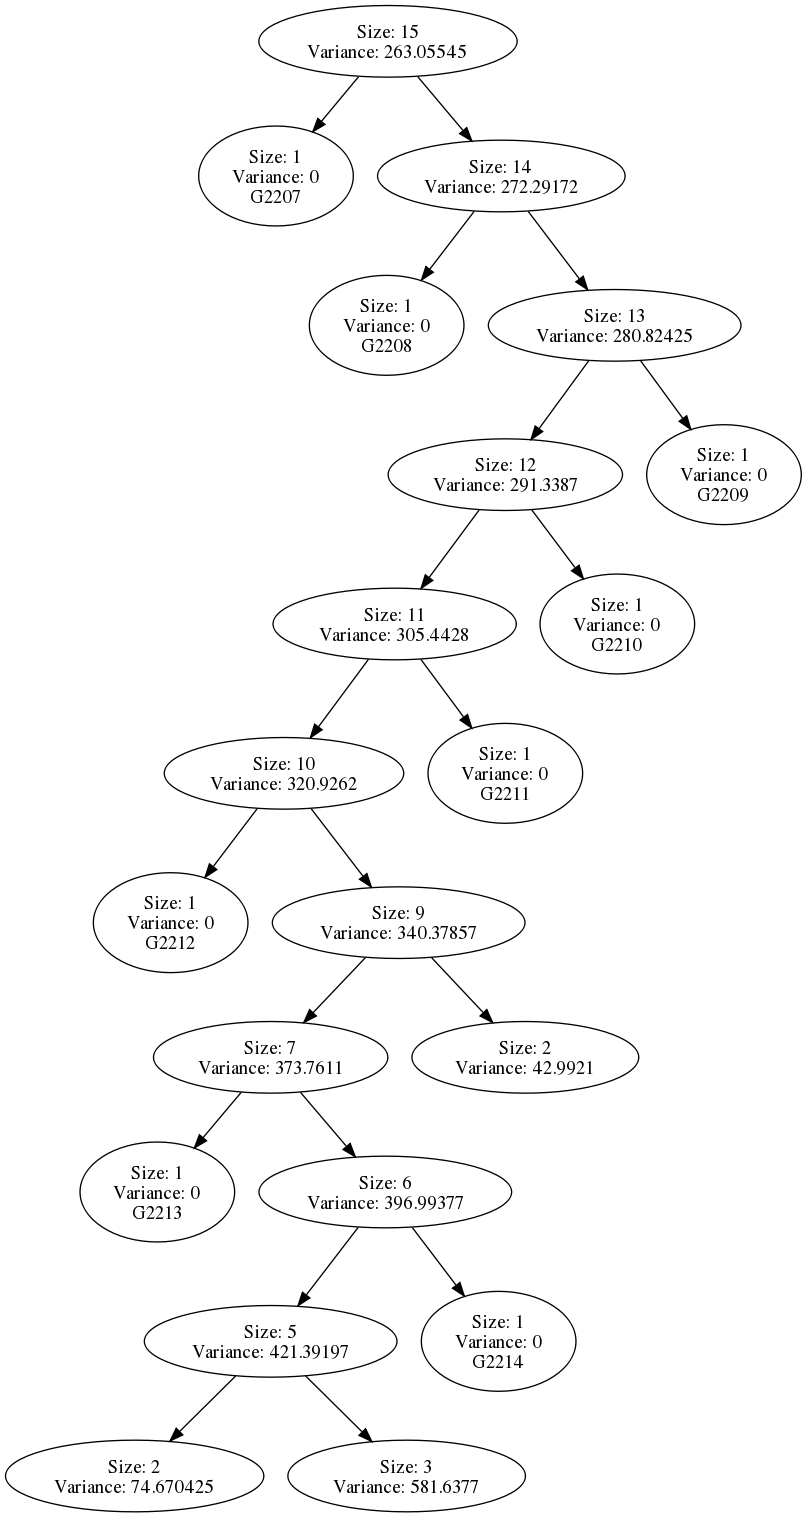 Size: 15
Variance: 263.05545
Size: 1
Variance: 0
G2207
Size: 14
Variance: 272.29172
Size: 1
Variance: 0
G2208
Size: 13
Variance: 280.82425
Size: 12
Variance: 291.3387
Size: 1
Variance: 0
G2209
Size: 11
Variance: 305.4428
Size: 1
Variance: 0
G2210
Size: 10
Variance: 320.9262
Size: 1
Variance: 0
G2211
Size: 1
Variance: 0
G2212
Size: 9
Variance: 340.37857
Size: 7
Variance: 373.7611
Size: 2
Variance: 42.9921
Size: 1
Variance: 0
G2213
Size: 6
Variance: 396.99377
Size: 5
Variance: 421.39197
Size: 1
Variance: 0
G2214
Size: 2
Variance: 74.670425
Size: 3
Variance: 581.6377